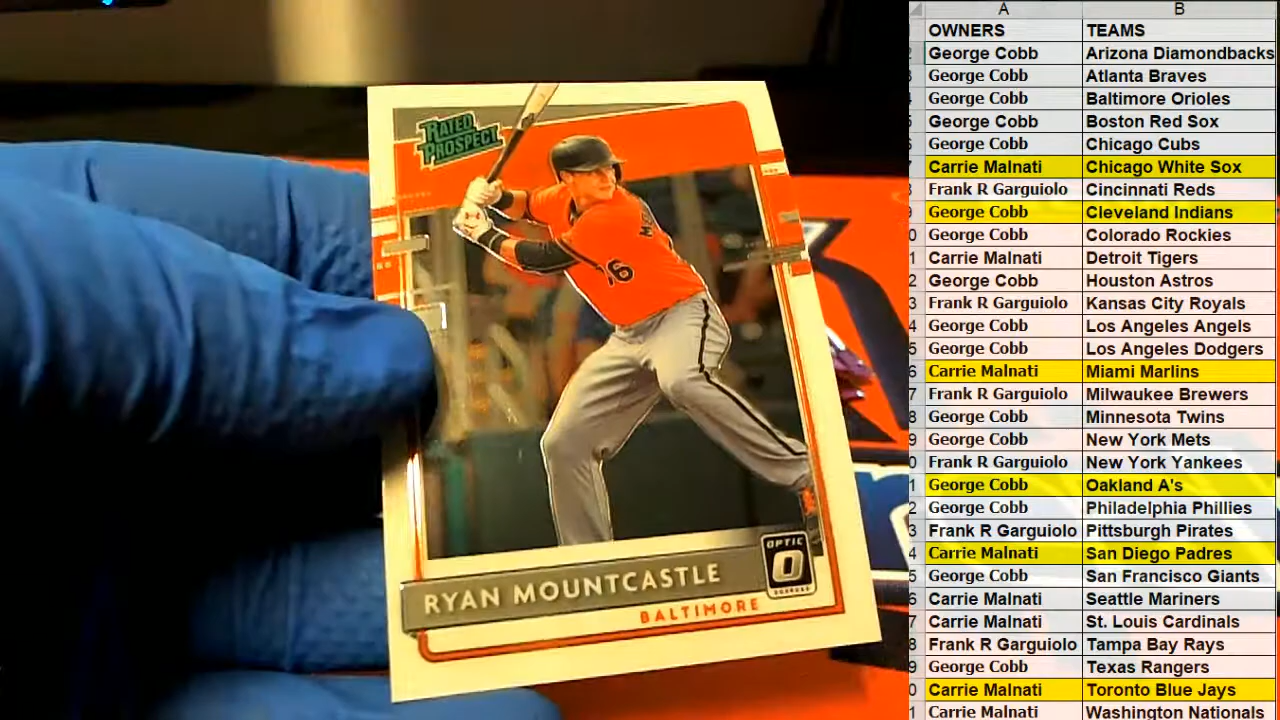 RATED
PROSPECT
16
RYAN MOUNTCASTLE
OPTIC
BALTIMORE
A B
OWNERS TEAMS
George Cobb Arizona Diamondbacks
George Cobb Atlanta Braves
George Cobb Baltimore Orioles
George Cobb Boston Red Sox
George Cobb Chicago Cubs
Carrie Malnati Chicago White Sox
Frank R Garguiolo Cincinnati Reds
George Cobb Cleveland Indians
George Cobb Colorado Rockies
Carrie Malnati Detroit Tigers
George Cobb Houston Astros
Frank R Garguiolo Kansas City Royals
George Cobb Los Angeles Angels
George Cobb Los Angeles Dodgers
Carrie Malnati Miami Marlins
Frank R Garguiolo Milwaukee Brewers
George Cobb Minnesota Twins
George Cobb New York Mets
Frank R Garguiolo New York Yankees
George Cobb Oakland A's
George Cobb Philadelphia Phillies
Frank R Garguiolo Pittsburgh Pirates
Carrie Malnati San Diego Padres
George Cobb San Francisco Giants
Carrie Malnati Seattle Mariners
Carrie Malnati St. Louis Cardinals
Frank R Garguiolo Tampa Bay Rays
George Cobb Texas Rangers
Carrie Malnati Toronto Blue Jays
Carrie Malnati Washington Nationals